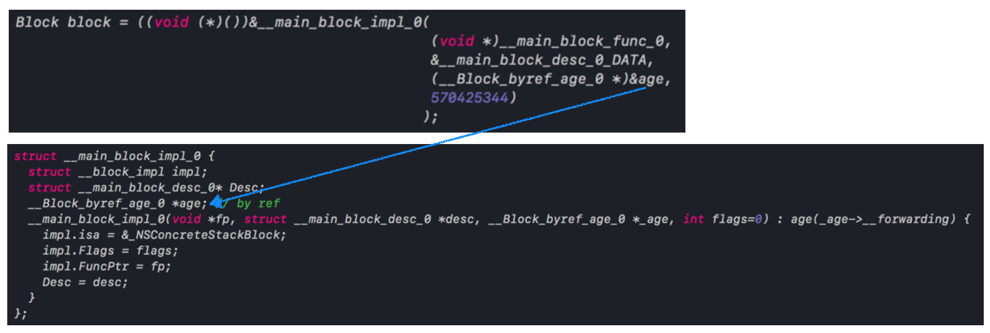 Block block = ((void (*)())&__main_block_impl_0(
(void *)__main_block_func_0,
&__main_block_desc_0_DATA,
(__Block_byref_age_0 *)&age,
570425344)
);
struct __main_block_impl_0 {
struct __block_impl impl;
struct __main_block_desc_0* Desc;
__Block_byref_age_0 *age; // by ref
__main_block_impl_0(void *fp, struct __main_block_desc_0 *desc, __Block_byref_age_0 *_age, int flags=0) : age(_age->__forwarding) {
impl.isa = &_NSConcreteStackBlock;
impl.Flags = flags;
impl.FuncPtr = fp;
Desc = desc;
}
};